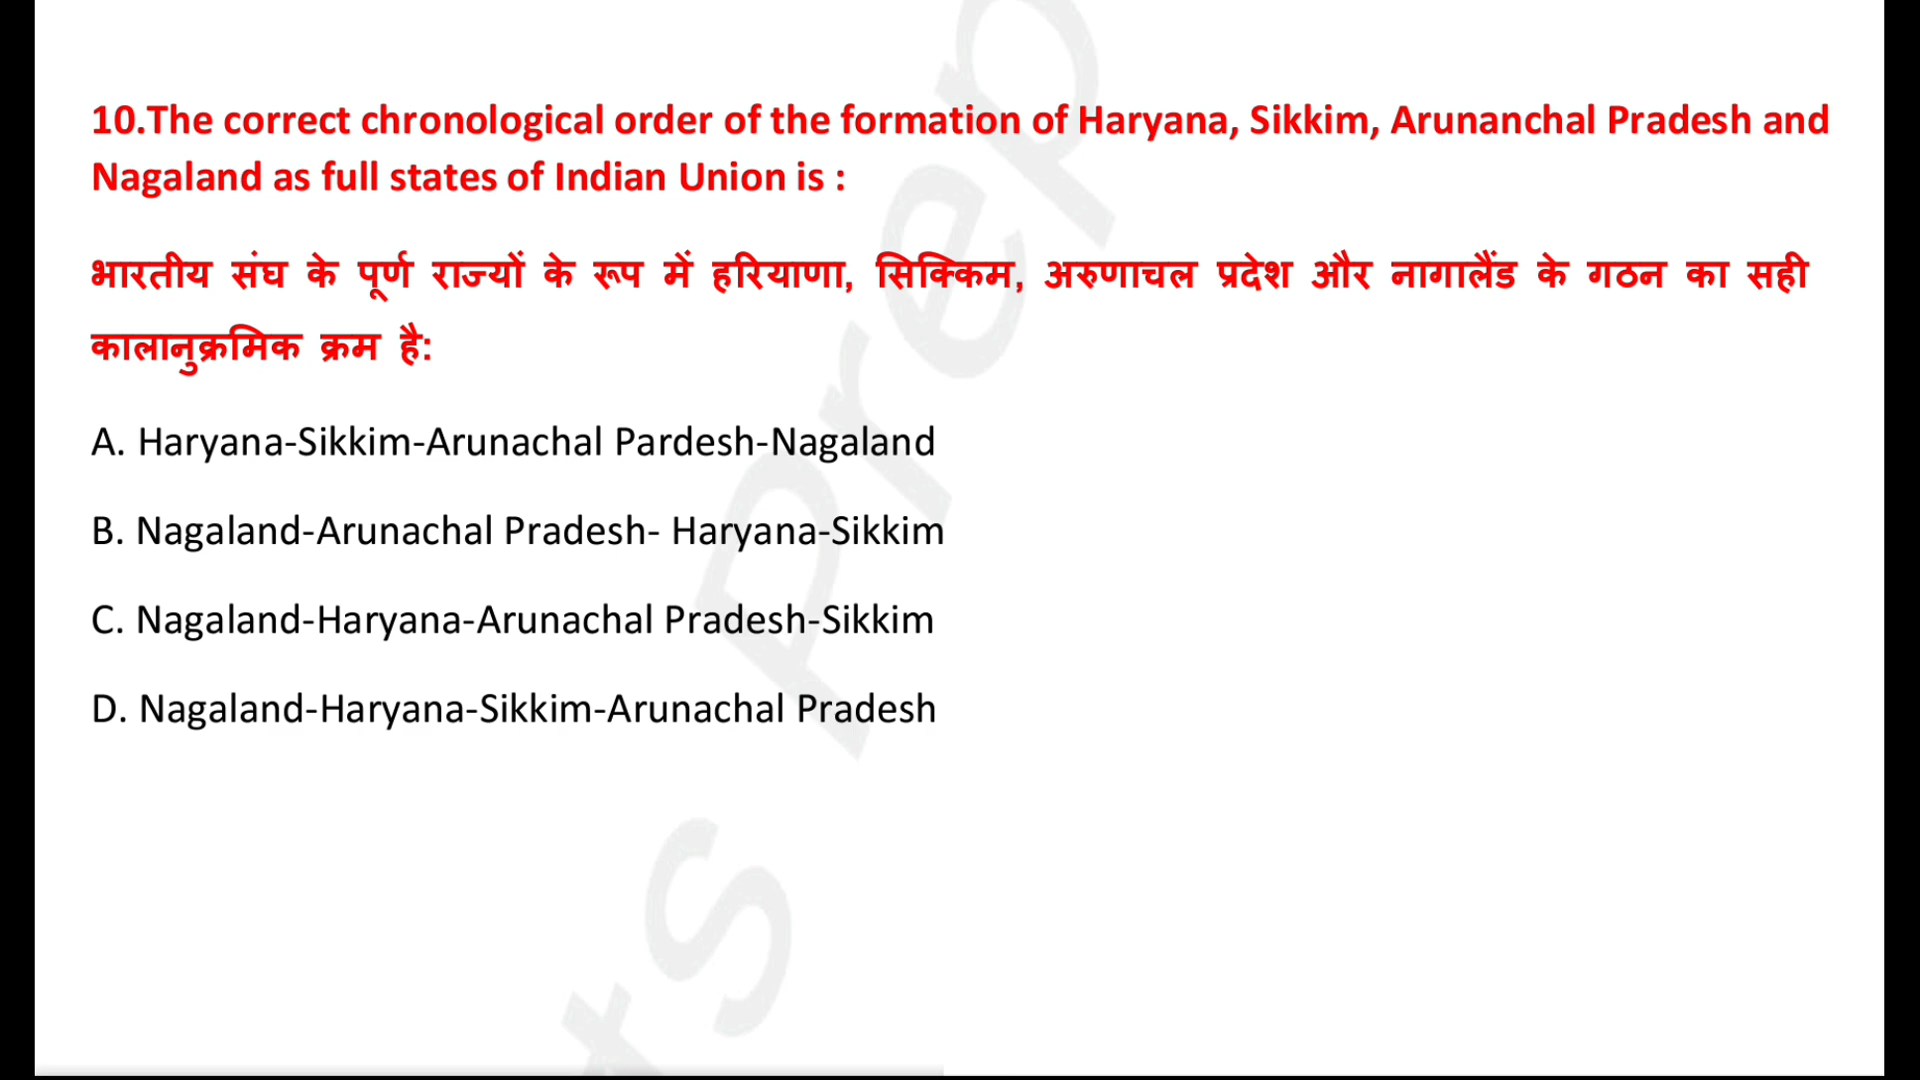 10.The correct chronological order of the formation of Haryana, Sikkim, Arunanchal Pradesh and
Nagaland as full states of Indian Union is :
भारतीय संघ के पूर्ण राज्यों के रूप में हरियाणा, सिक्किम, अरुणाचल प्रदेश और नागालैंड के गठन का सही
कालानुक्रमिक क्रम है:
A. Haryana-Sikkim-Arunachal Pardesh-Nagaland
B. Nagaland-Arunachal Pradesh- Haryana-Sikkim
C. Nagaland-Haryana-Arunachal Pradesh-Sikkim
D. Nagaland-Haryana-Sikkim-Arunachal Pradesh
ts Prep